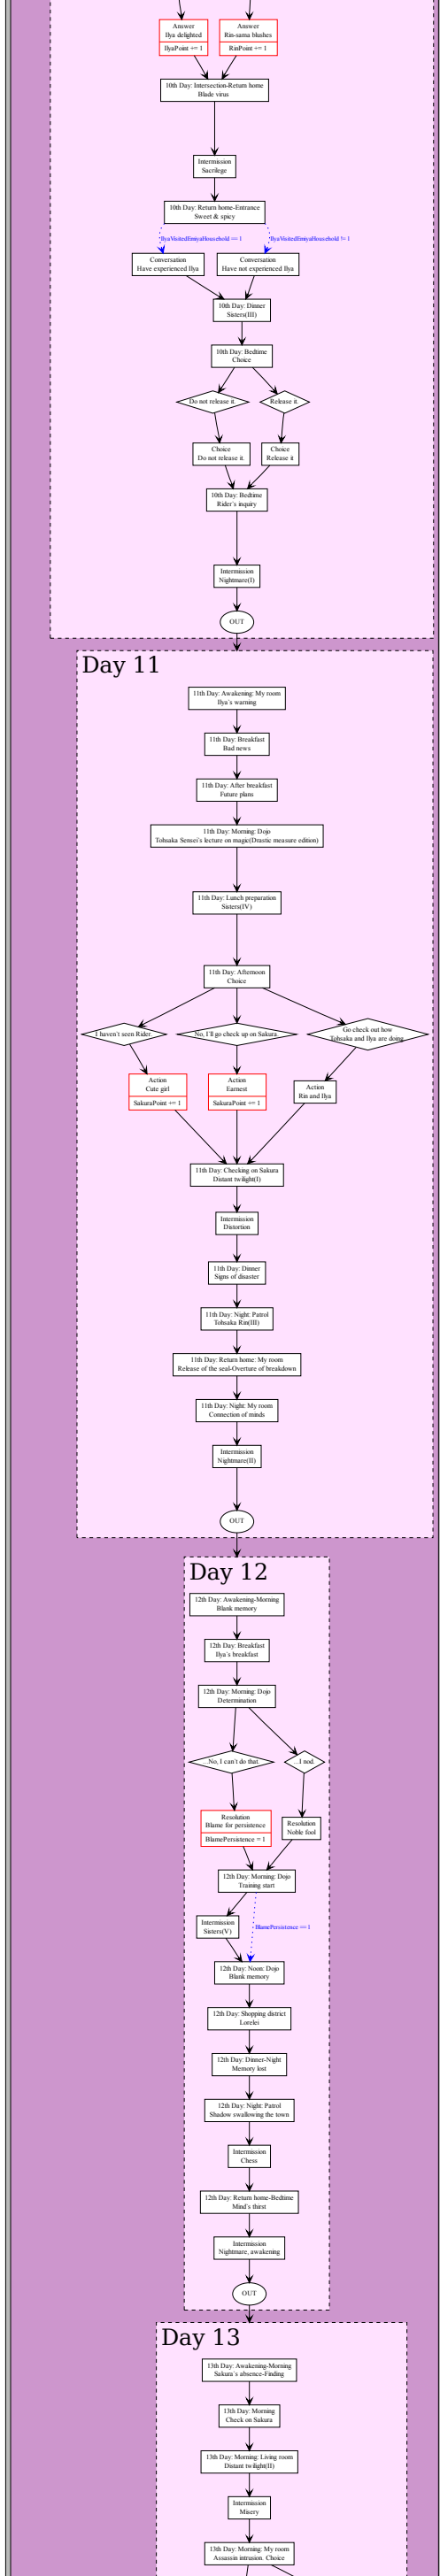 Answer
Ilya delighted
IlyaPoint += 1
Answer
Rin-sama blushes
RinPoint += 1
10th Day: Intersection-Return home
Blade virus
Intermission
Sacrilege
10th Day: Return home-Entrance
Sweet & spicy
IlyaVisitedEmiyaHousehold == 1
IlyaVisitedEmiyaHousehold != 1
Conversation
Have experienced Ilya
Conversation
Have not experienced Ilya
10th Day: Dinner
Sisters(III)
10th Day: Bedtime
Choice
Do not release it.
Release it.
Choice
Do not release it.
Choice
Release it
10th Day: Bedtime
Rider's inquiry
Intermission
Nightmare(I)
OUT
Day 11
11th Day: Awakening: My room
Ilya's warning
11th Day: Breakfast
Bad news
11th Day: After breakfast
Future plans
11th Day: Morning: Dojo
Tohsaka Sensei's lecture on magic(Drastic measure edition)
11th Day: Lunch preparation
Sisters(IV)
11th Day: Afternoon
Choice
I haven't seen Rider.
No, I'll go check up on Sakura.
Go check out how
Tohsaka and Ilya are doing.
Action
Cute girl
SakuraPoint += 1
Action
Earnest
SakuraPoint += 1
Action
Rin and Ilya
11th Day: Checking on Sakura
Distant twilight(I)
Intermission
Distortion
11th Day: Dinner
Signs of disaster
11th Day: Night: Patrol
Tohsaka Rin(III)
11th Day: Return home: My room
Release of the seal-Overture of breakdown
11th Day: Night: My room
Connection of minds
Intermission
Nightmare(II)
OUT
Day 12
12th Day: Awakening-Morning
Blank memory
12th Day: Breakfast
Ilya's breakfast
12th Day: Morning: Dojo
Determination
...No, I can't do that.
...I nod.
Resolution
Blame for persistence
BlamePersistence = 1
Resolution
Noble fool
12th Day: Morning: Dojo
Training start
Intermission
Sisters(V)
BlamePersistence == 1
12th Day: Noon: Dojo
Blank memory
12th Day: Shopping district
Lorelei
12th Day: Dinner-Night
Memory lost
12th Day: Night: Patrol
Shadow swallowing the town
Intermission
Chess
12th Day: Return home-Bedtime
Mind's thirst
Intermission
Nightmare, awakening
OUT
Day 13
13th Day: Awakening-Morning
Sakura's absence-Finding
13th Day: Morning
Check on Sakura
13th Day: Morning: Living room
Distant twilight(II)
Intermission
Misery
13th Day: Morning: My room
Assassin intrusion. Choice